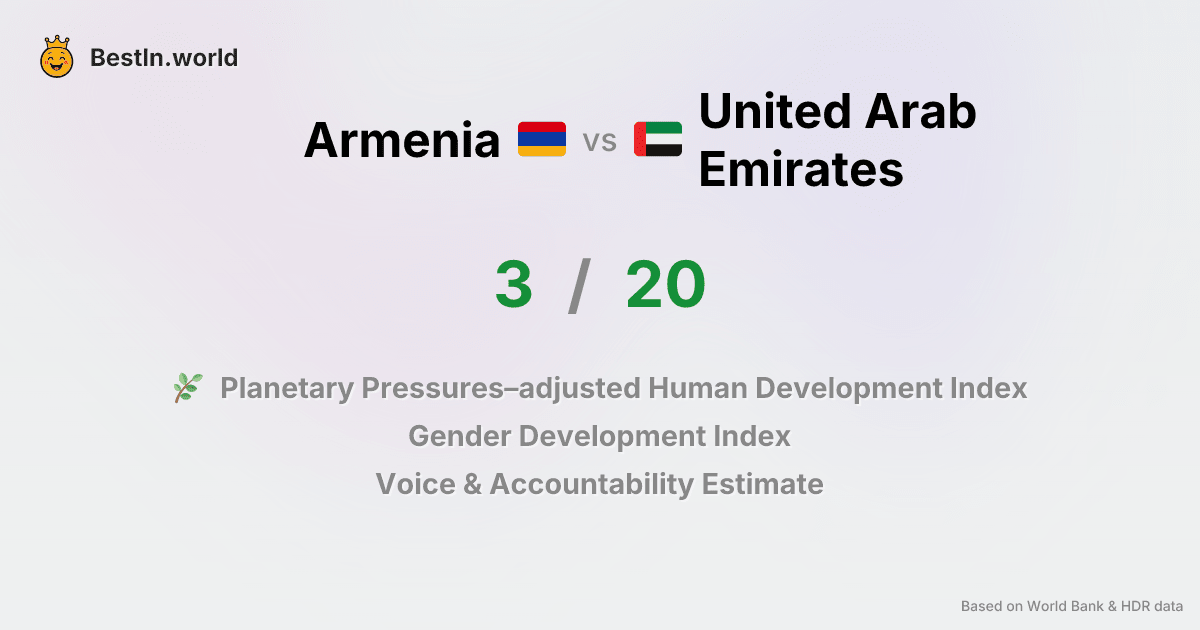 BestIn.world
Armenia vs United Arab
Emirates
3 / 20
Planetary Pressures–adjusted Human Development Index
Gender Development Index
Voice & Accountability Estimate
Based on World Bank & HDR data